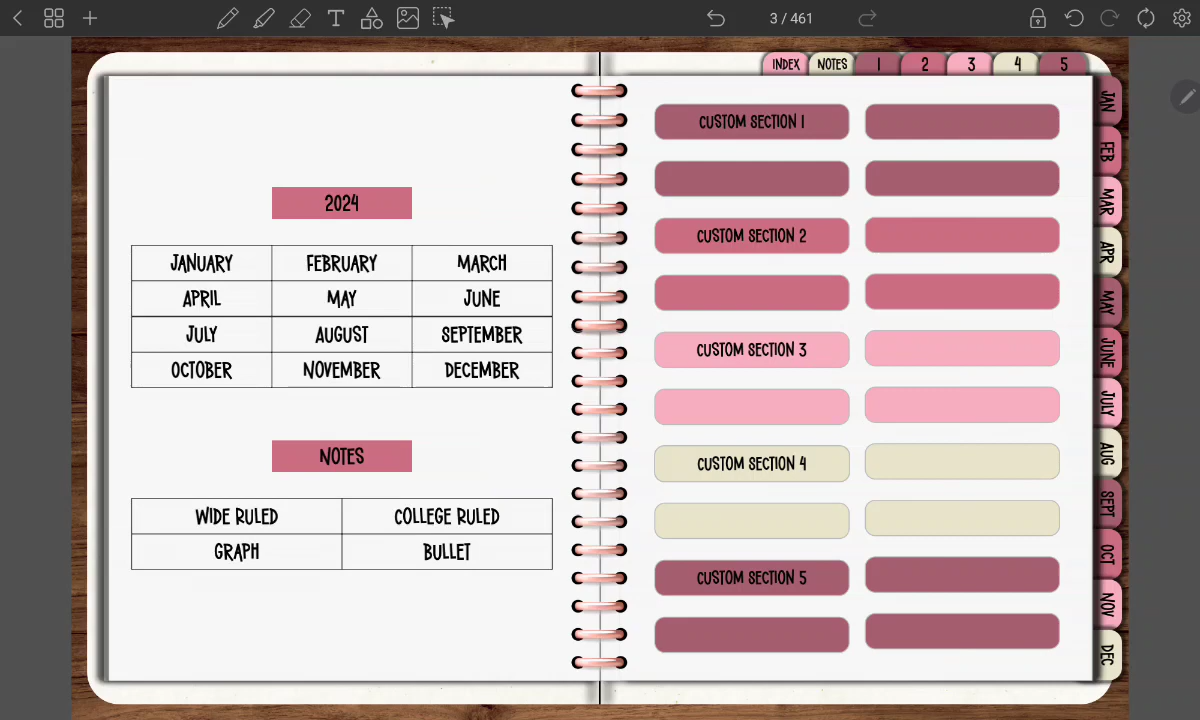 3 / 461
INDEX NOTES 1 2 3 4 5
2024
JANUARY FEBRUARY MARCH
APRIL MAY JUNE
JULY AUGUST SEPTEMBER
OCTOBER NOVEMBER DECEMBER
NOTES
WIDE RULED COLLEGE RULED
GRAPH BULLET
CUSTOM SECTION 1
CUSTOM SECTION 2
CUSTOM SECTION 3
CUSTOM SECTION 4
CUSTOM SECTION 5
JAN
FEB
MAR
APR
MAY
JUNE
JULY
AUG
SEPT
OCT
NOV
DEC